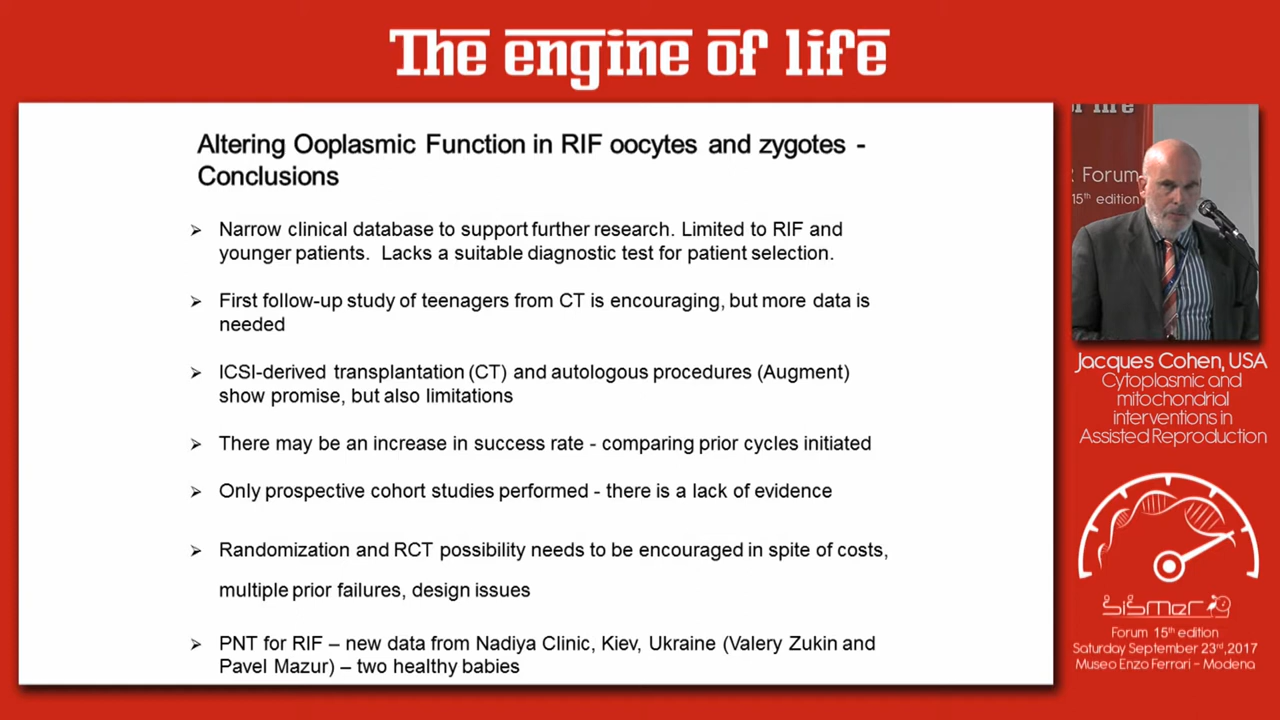 The engine of life
Altering Ooplasmic Function in RIF oocytes and zygotes -
Conclusions
➢ Narrow clinical database to support further research. Limited to RIF and
younger patients. Lacks a suitable diagnostic test for patient selection.
➢ First follow-up study of teenagers from CT is encouraging, but more data is
needed
➢ ICSI-derived transplantation (CT) and autologous procedures (Augment)
show promise, but also limitations
➢ There may be an increase in success rate - comparing prior cycles initiated
➢ Only prospective cohort studies performed - there is a lack of evidence
➢ Randomization and RCT possibility needs to be encouraged in spite of costs,
multiple prior failures, design issues
➢ PNT for RIF – new data from Nadiya Clinic, Kiev, Ukraine (Valery Zukin and
Pavel Mazur) – two healthy babies
Forum
15th edition
Jacques Cohen, USA
Cytoplasmic and
mitochondrial
interventions in
Assisted Reproduction
sismer
Forum 15th edition
Saturday September 23rd,2017
Museo Enzo Ferrari - Modena